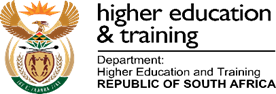 higher education
& training
Department:
Higher Education and Training
REPUBLIC OF SOUTH AFRICA